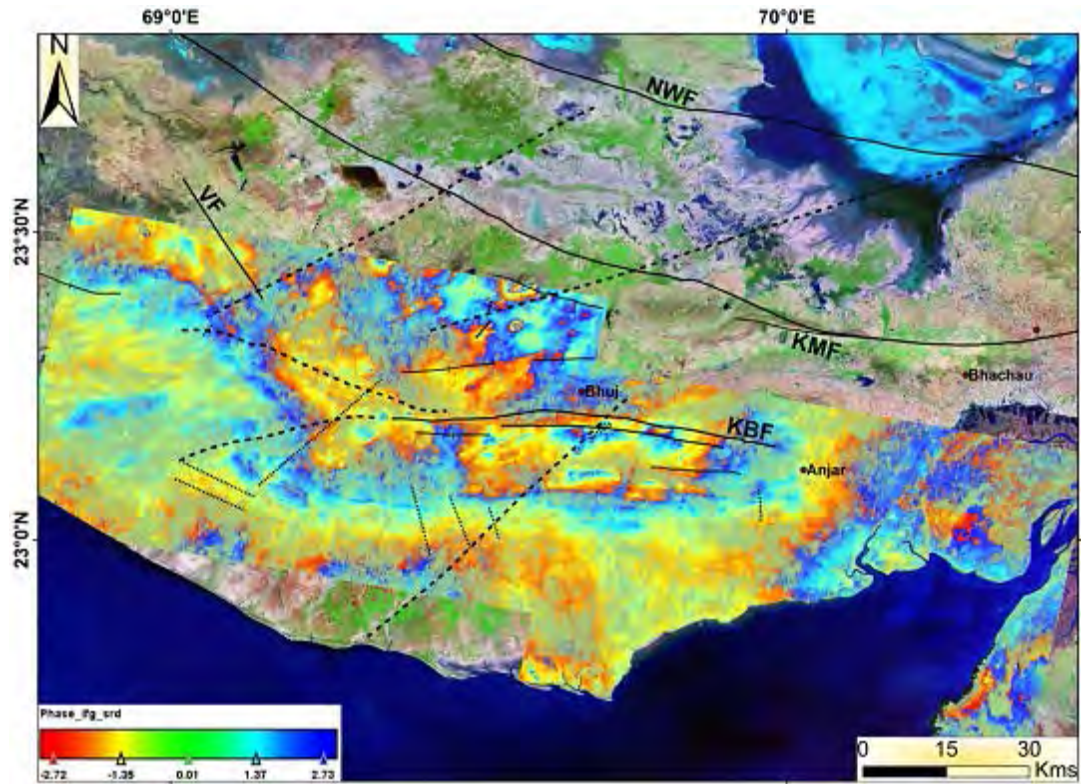 69°0'E 70°0'E
N
NWF
VF
23°30'N
KMF
Bhachau
Bhuj
KBF
Anjar
23°0'N
Phase_ifg_srd
-2.72 -1.35 0.01 1.37 2.73
0 15 30
Kms